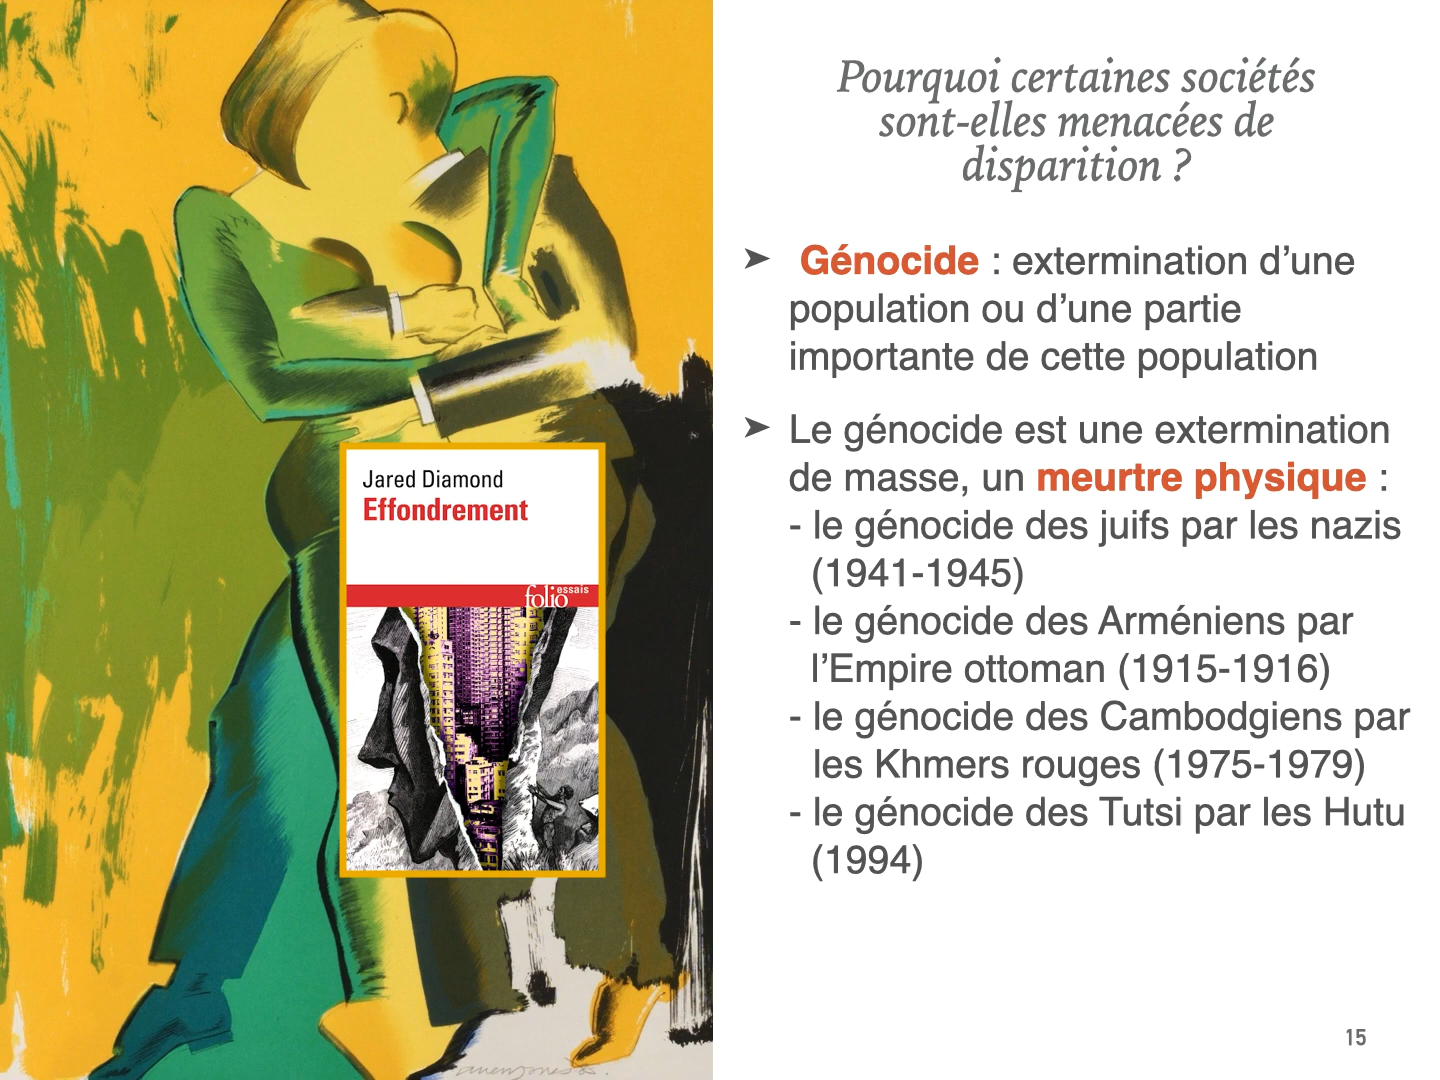 Pourquoi certaines sociétés
sont-elles menacées de
disparition ?
➤ Génocide : extermination d’une
population ou d’une partie
importante de cette population
➤ Le génocide est une extermination
de masse, un meurtre physique :
- le génocide des juifs par les nazis
(1941-1945)
- le génocide des Arméniens par
l’Empire ottoman (1915-1916)
- le génocide des Cambodgiens par
les Khmers rouges (1975-1979)
- le génocide des Tutsi par les Hutu
(1994)
Jared Diamond
Effondrement
folio essais
15